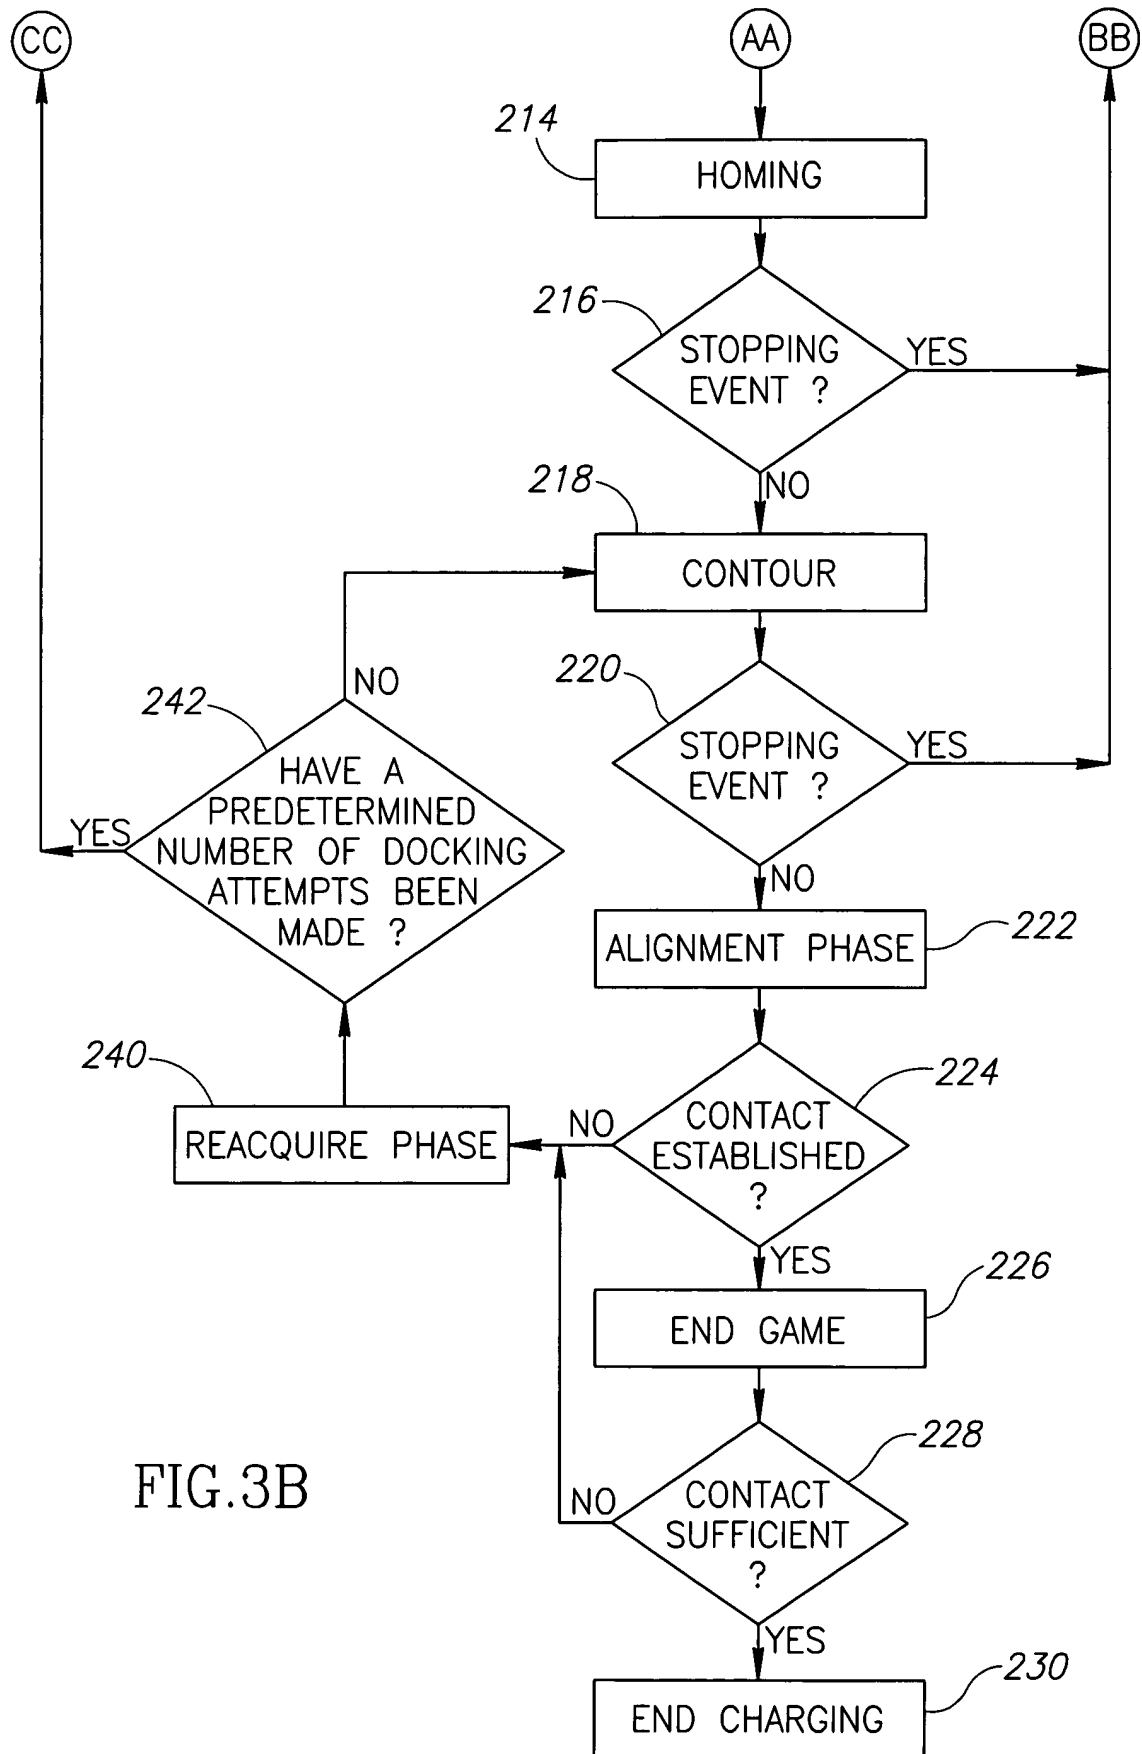 CC
AA
BB
214
HOMING
216
STOPPING
EVENT ?
YES
NO
218
CONTOUR
220
STOPPING
EVENT ?
YES
NO
242
NO
HAVE A
PREDETERMINED
NUMBER OF DOCKING
ATTEMPTS BEEN
MADE ?
YES
ALIGNMENT PHASE
222
240
REACQUIRE PHASE
NO
CONTACT
ESTABLISHED
?
224
YES
END GAME
226
228
CONTACT
SUFFICIENT
?
NO
YES
END CHARGING
230
FIG.3B